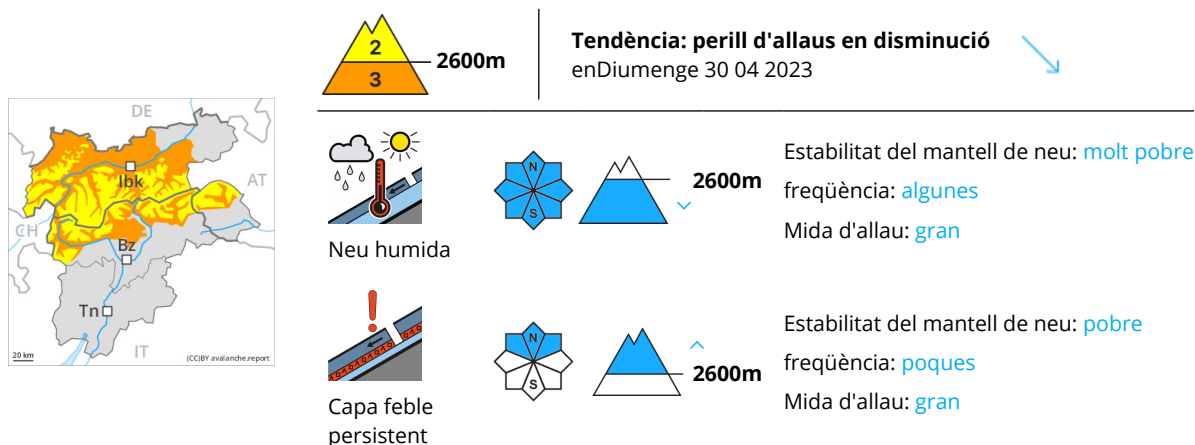 2
3
2600m
Tendència: perill d'allaus en disminució
enDiumenge 30 04 2023
DE
Ibk
AT
CH
Bz
Tn
IT
20 km
(CC)BY avalanche.report
Neu humida
N
S
2600m
Estabilitat del mantell de neu: molt pobre
freqüència: algunes
Mida d'allau: gran
Capa feble
persistent
N
S
2600m
Estabilitat del mantell de neu: pobre
freqüència: poques
Mida d'allau: gran